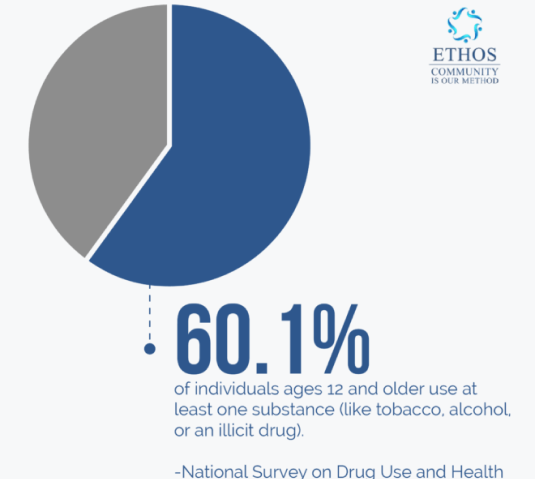 ETHOS
COMMUNITY
IS OUR METHOD
60.1%
of individuals ages 12 and older use at
least one substance (like tobacco, alcohol,
or an illicit drug).
-National Survey on Drug Use and Health